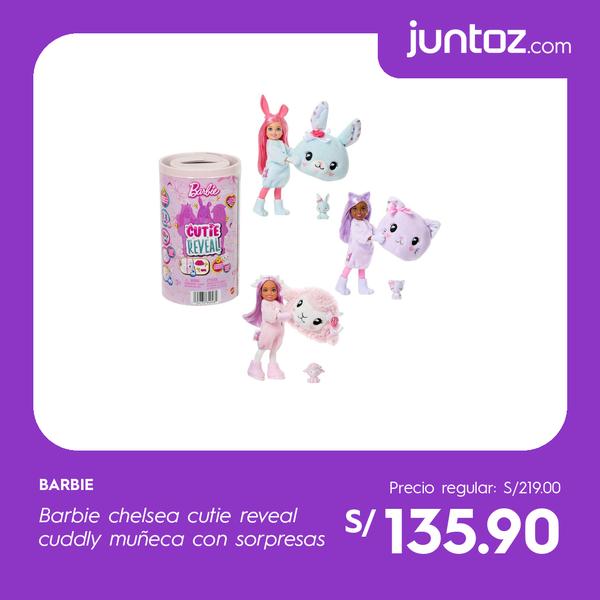 juntoz.com
Barbie
CUTIE
REVEAL!
BARBIE
Barbie chelsea cutie reveal
cuddly muñeca con sorpresas
Precio regular: S/219.00
S/135.90